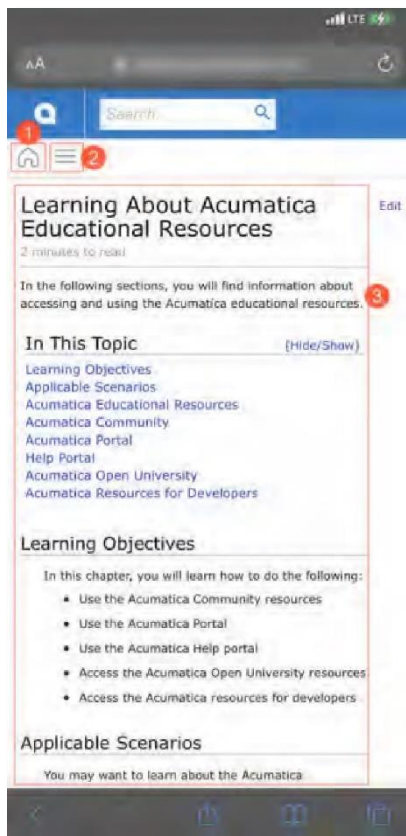 LTE
AA
Search
1
2
Learning About Acumatica
Educational Resources
Edit
2 minutes to read
In the following sections, you will find information about
accessing and using the Acumatica educational resources.
3
In This Topic
(Hide/Show)
Learning Objectives
Applicable Scenarios
Acumatica Educational Resources
Acumatica Community
Acumatica Portal
Help Portal
Acumatica Open University
Acumatica Resources for Developers
Learning Objectives
In this chapter, you will learn how to do the following:
• Use the Acumatica Community resources
• Use the Acumatica Portal
• Use the Acumatica Help portal
• Access the Acumatica Open University resources
• Access the Acumatica resources for developers
Applicable Scenarios
You may want to learn about the Acumatica